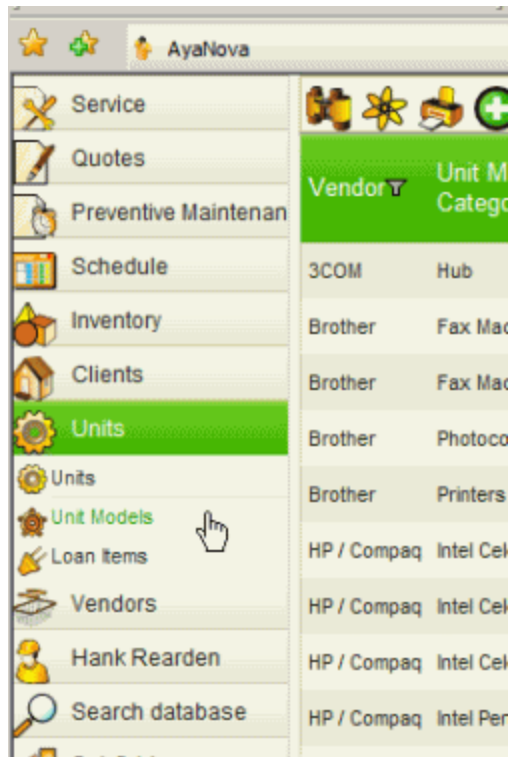 AyaNova
Service
Quotes
Preventive Maintenan
Schedule
Inventory
Clients
Units
Units
Unit Models
Loan Items
Vendors
Hank Rearden
Search database
Vendor
Unit M
Catego
3COM Hub
Brother Fax Mac
Brother Fax Mac
Brother Photoco
Brother Printers
HP / Compaq Intel Cel
HP / Compaq Intel Cel
HP / Compaq Intel Cel
HP / Compaq Intel Pen